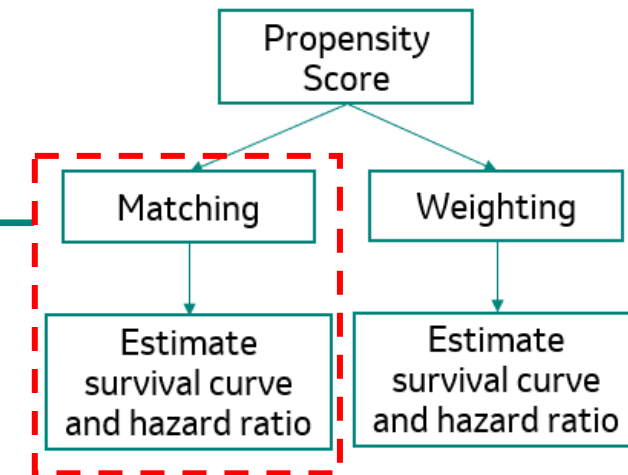 Propensity
Score
Matching
Weighting
Estimate
survival curve
and hazard ratio
Estimate
survival curve
and hazard ratio